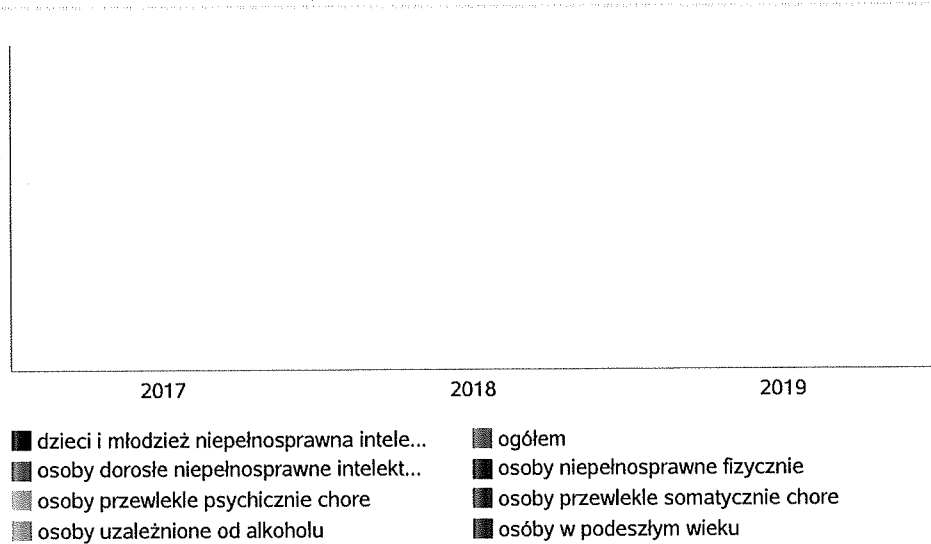 2017 2018 2019
dzieci i młodzież niepełnosprawna intele...
osoby dorosłe niepełnosprawne intelekt...
osoby przewlekle psychicznie chore
osoby uzależnione od alkoholu
ogółem
osoby niepełnosprawne fizycznie
osoby przewlekle somatycznie chore
osóby w podeszłym wieku